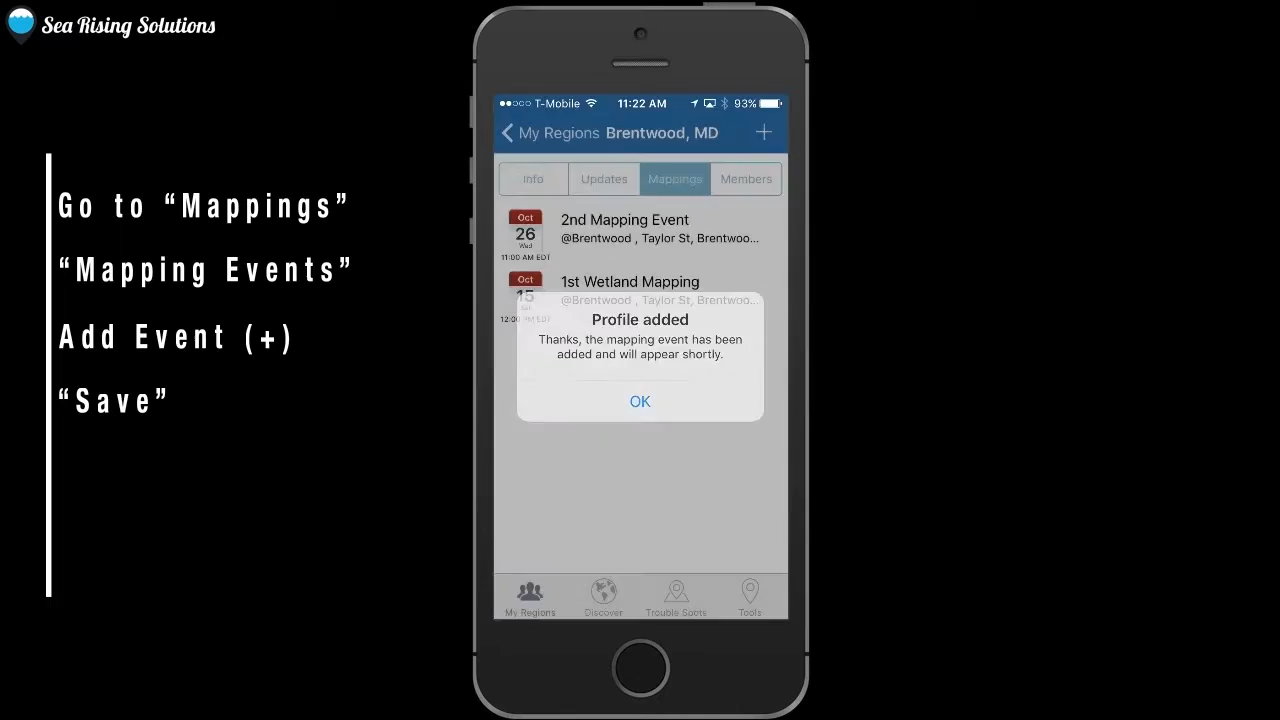 Sea Rising Solutions
Go to “Mappings”
“Mapping Events”
Add Event (+)
“Save”
T-Mobile 11:22 AM 93%
My Regions Brentwood, MD +
Info Updates Mappings Members
Oct
26
Wed
11:00 AM EDT
2nd Mapping Event
@Brentwood , Taylor St, Brentwoo...
Oct
15
Sat
12:00 PM EDT
1st Wetland Mapping
@Brentwood , Taylor St, Brentwoo...
Profile added
Thanks, the mapping event has been
added and will appear shortly.
OK
My Regions Discover Trouble Spots Tools